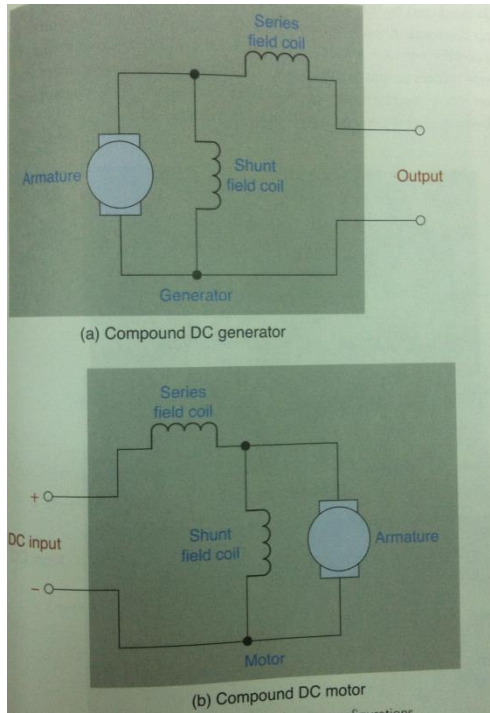 Series
field coil
Armature
Shunt
field coil
Output
Generator
(a) Compound DC generator
Series
field coil
+
DC input
Shunt
field coil
Armature
−
Motor
(b) Compound DC motor